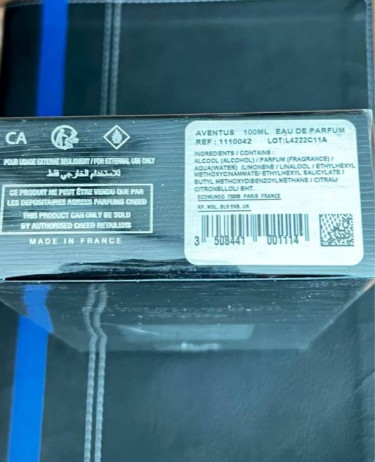 CA
POUR USAGE EXTERNE SEULEMENT / FOR EXTERNAL USE ONLY
للاستخدام الخارجي فقط
CE PRODUIT NE PEUT ÊTRE VENDU QUE PAR
LES DEPOSITAIRES AGREES PARFUMS CREED
THIS PRODUCT CAN ONLY BE SOLD
BY AUTHORISED CREED RETAILERS
MADE IN FRANCE
AVENTUS 100ML EAU DE PARFUM
REF : 1110042 LOT:L4222C11A
INGREDIENTS / CONTAINS :
ALCOOL (ALCOHOL) / PARFUM (FRAGRANCE) /
AQUA(WATER) /LIMONENE / LINALOOL / ETHYLHEXYL
METHOXYCINNAMATE/ ETHYLHEXYL SALICYLATE /
BUTYL METHOXYDIBENZOYLMETHANE / CITRAL/
CITRONELLOL/ BHT.
75008 PARIS FRANCE
RP. MSL,
3 508441 001114